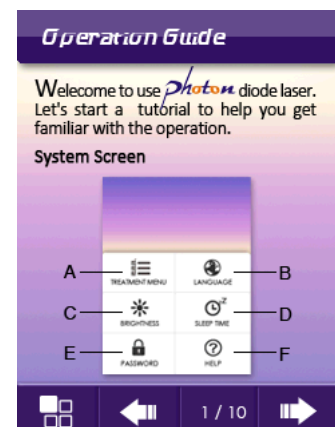 Operation Guide
Welecome to use Photon diode laser.
Let's start a tutorial to help you get
familiar with the operation.
System Screen
A TREATMENT MENU LANGUAGE B
C BRIGHTNESS SLEEP TIME D
E PASSWORD HELP F
1 / 10